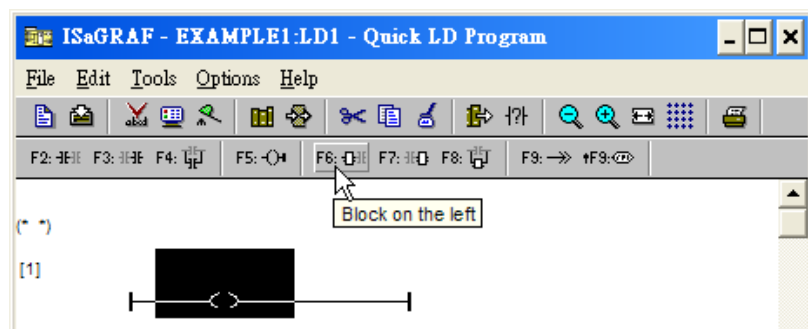 ISaGRAF - EXAMPLE1:LD1 - Quick LD Program
File Edit Tools Options Help
F2: F3: F4: F5: F6: F7: F8: F9: ↑F9:
Block on the left
(* *)
[1]